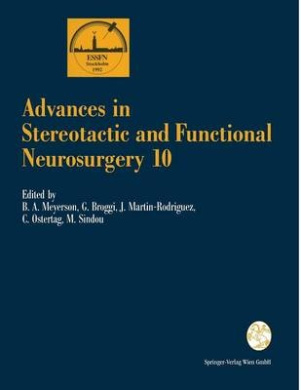 ESSFN
Stockholm
1992
Advances in
Stereotactic and Functional
Neurosurgery 10
Edited by
B. A. Meyerson, G. Broggi, J. Martin-Rodriguez,
C. Ostertag, M. Sindou
Springer-Verlag Wien GmbH